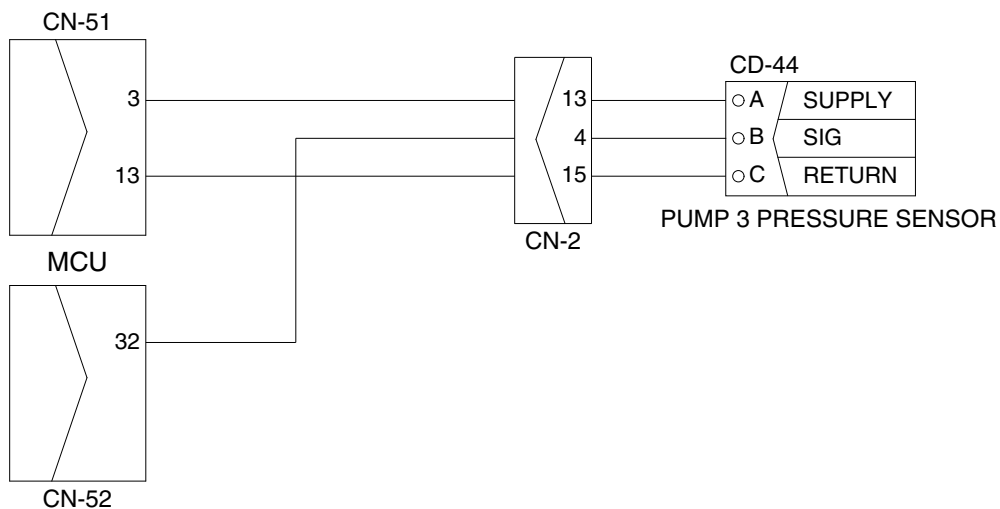 CN-51
3
13
MCU
32
CN-52
13
4
15
CN-2
CD-44
A SUPPLY
B SIG
C RETURN
PUMP 3 PRESSURE SENSOR